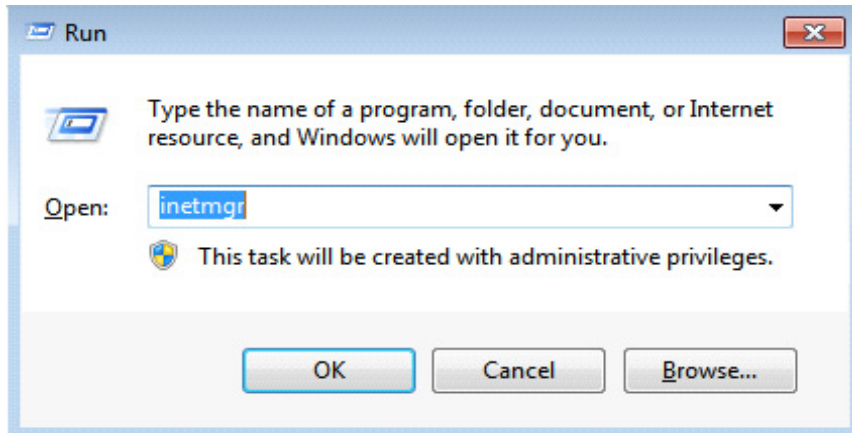 Run
Type the name of a program, folder, document, or Internet
resource, and Windows will open it for you.
Open: inetmgr
This task will be created with administrative privileges.
OK Cancel Browse...